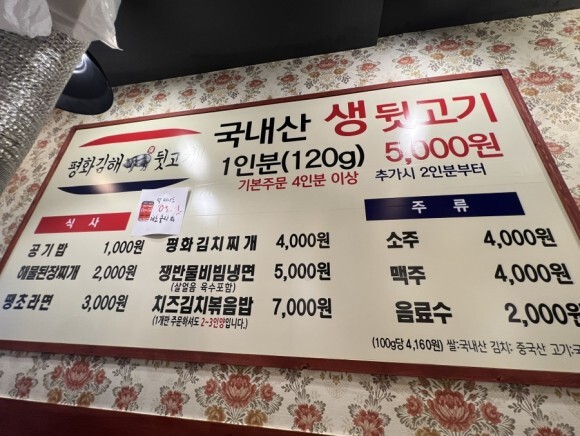 평화김해 뒷고기
국내산 생 뒷고기
1인분(120g) 5,000원
기본주문 4인분 이상 추가시 2인분부터
식사
공기밥 1,000원
해물된장찌개 2,000원
땡초라면 3,000원
평화김치찌개 4,000원
쟁반물비빔냉면 5,000원
(살얼음 육수포함)
치즈김치볶음밥 7,000원
(1개만 주문하셔도 2~3인양입니다.)
주류
소주 4,000원
맥주 4,000원
음료수 2,000원
(100g당 4,160원) 쌀:국내산 김치: 중국산 고기:국